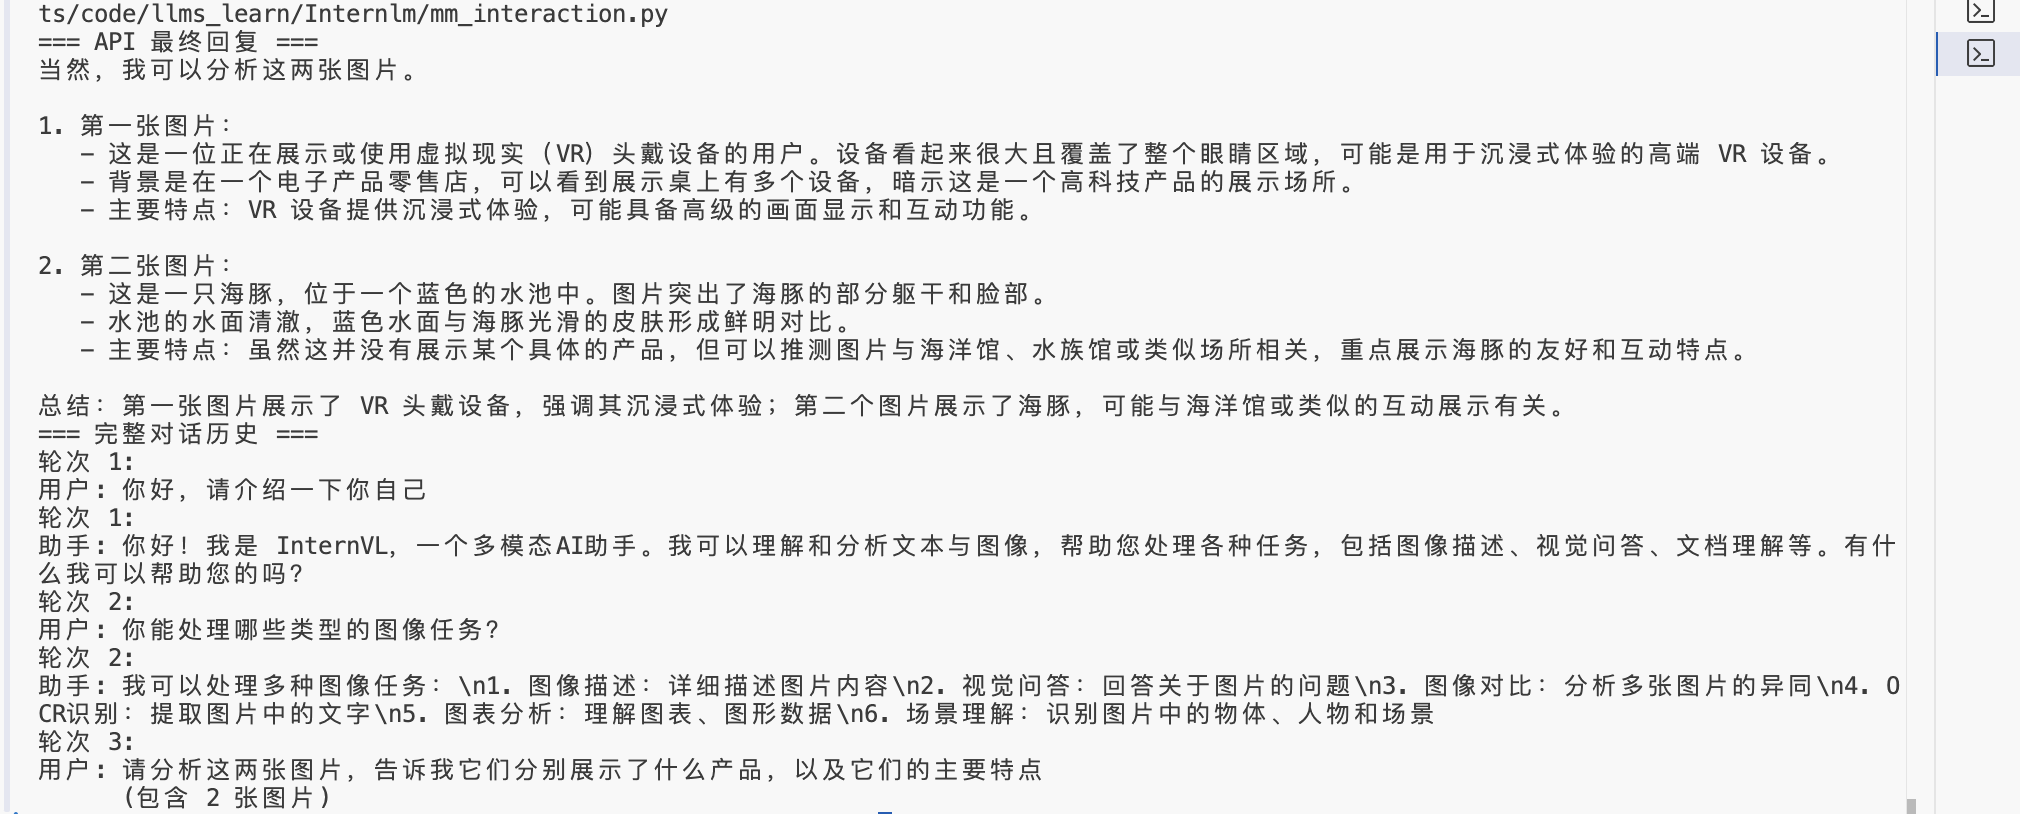 ts/code/llms_learn/Internlm/mm_interaction.py
=== API 最终回复 ===
当然，我可以分析这两张图片。
1. 第一张图片：
- 这是一位正在展示或使用虚拟现实（VR）头戴设备的用户。设备看起来很大且覆盖了整个眼睛区域，可能是用于沉浸式体验的高端 VR 设备。
- 背景是在一个电子产品零售店，可以看到展示桌上有多个设备，暗示这是一个高科技产品的展示场所。
- 主要特点：VR 设备提供沉浸式体验，可能具备高级的画面显示和互动功能。
2. 第二张图片：
- 这是一只海豚，位于一个蓝色的水池中。图片突出了海豚的部分躯干和脸部。
- 水池的水面清澈，蓝色水面与海豚光滑的皮肤形成鲜明对比。
- 主要特点：虽然这并没有展示某个具体的产品，但可以推测图片与海洋馆、水族馆或类似场所相关，重点展示海豚的友好和互动特点。
总结：第一张图片展示了 VR 头戴设备，强调其沉浸式体验；第二个图片展示了海豚，可能与海洋馆或类似的互动展示有关。
=== 完整对话历史 ===
轮次 1:
用户: 你好，请介绍一下你自己
轮次 1:
助手: 你好！我是 InternVL，一个多模态AI助手。我可以理解和分析文本与图像，帮助您处理各种任务，包括图像描述、视觉问答、文档理解等。有什
么我可以帮助您的吗？
轮次 2:
用户: 你能处理哪些类型的图像任务？
轮次 2:
助手: 我可以处理多种图像任务：\n1. 图像描述：详细描述图片内容\n2. 视觉问答：回答关于图片的问题\n3. 图像对比：分析多张图片的异同\n4. O
CR识别：提取图片中的文字\n5. 图表分析：理解图表、图形数据\n6. 场景理解：识别图片中的物体、人物和场景
轮次 3:
用户: 请分析这两张图片，告诉我它们分别展示了什么产品，以及它们的主要特点
(包含 2 张图片)